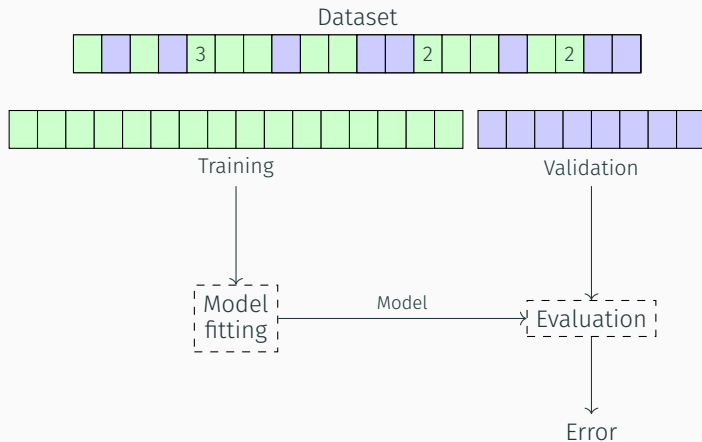 Dataset
3 2 2
Training Validation
Model
fitting
Model
Evaluation
Error